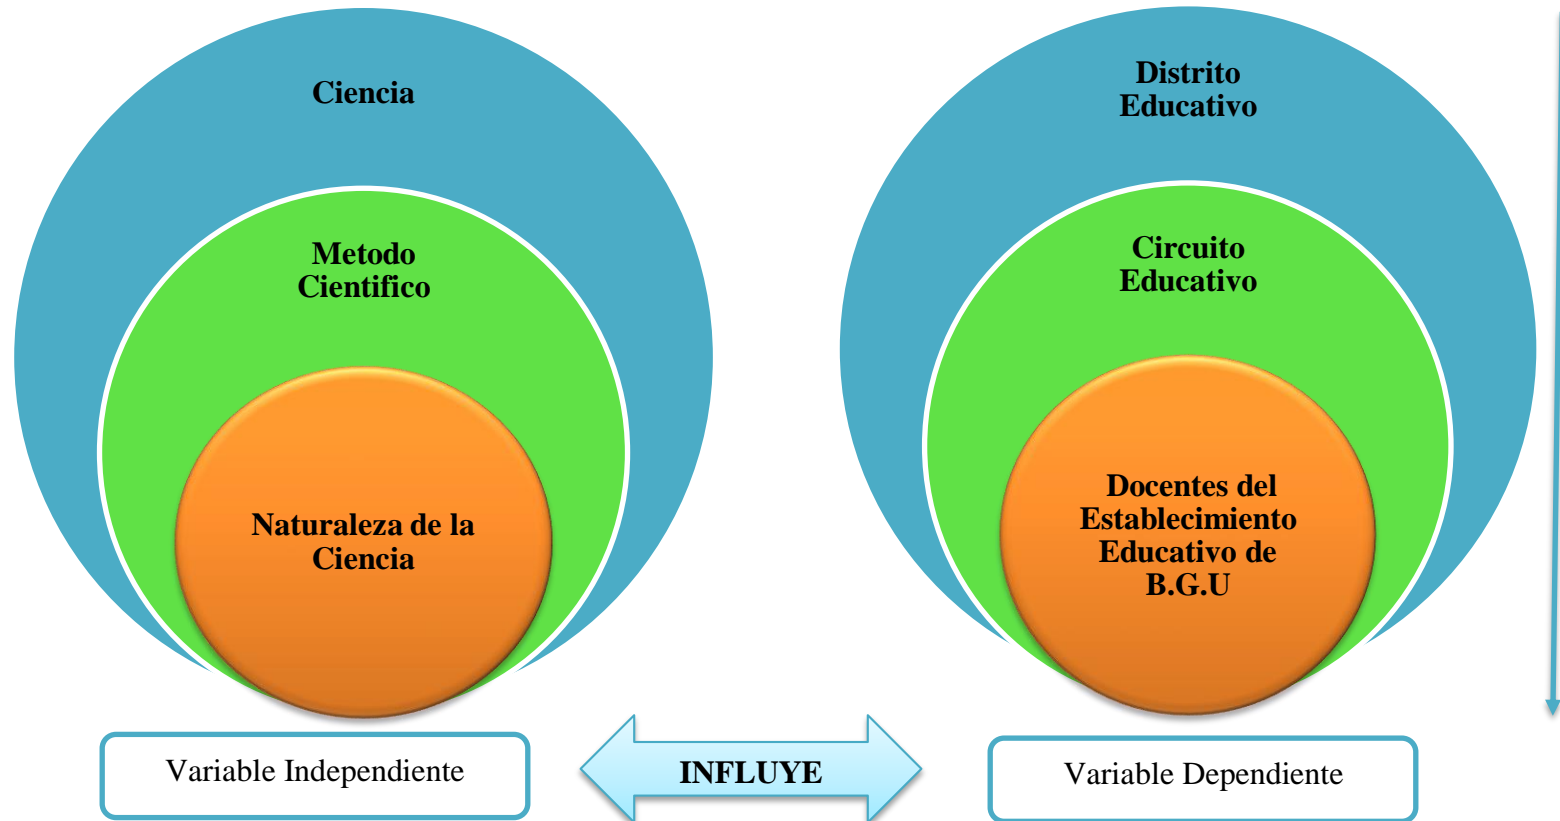 Ciencia
Metodo
Cientifico
Naturaleza de la
Ciencia
Variable Independiente
INFLUYE
Distrito
Educativo
Circuito
Educativo
Docentes del
Establecimiento
Educativo de
B.G.U
Variable Dependiente